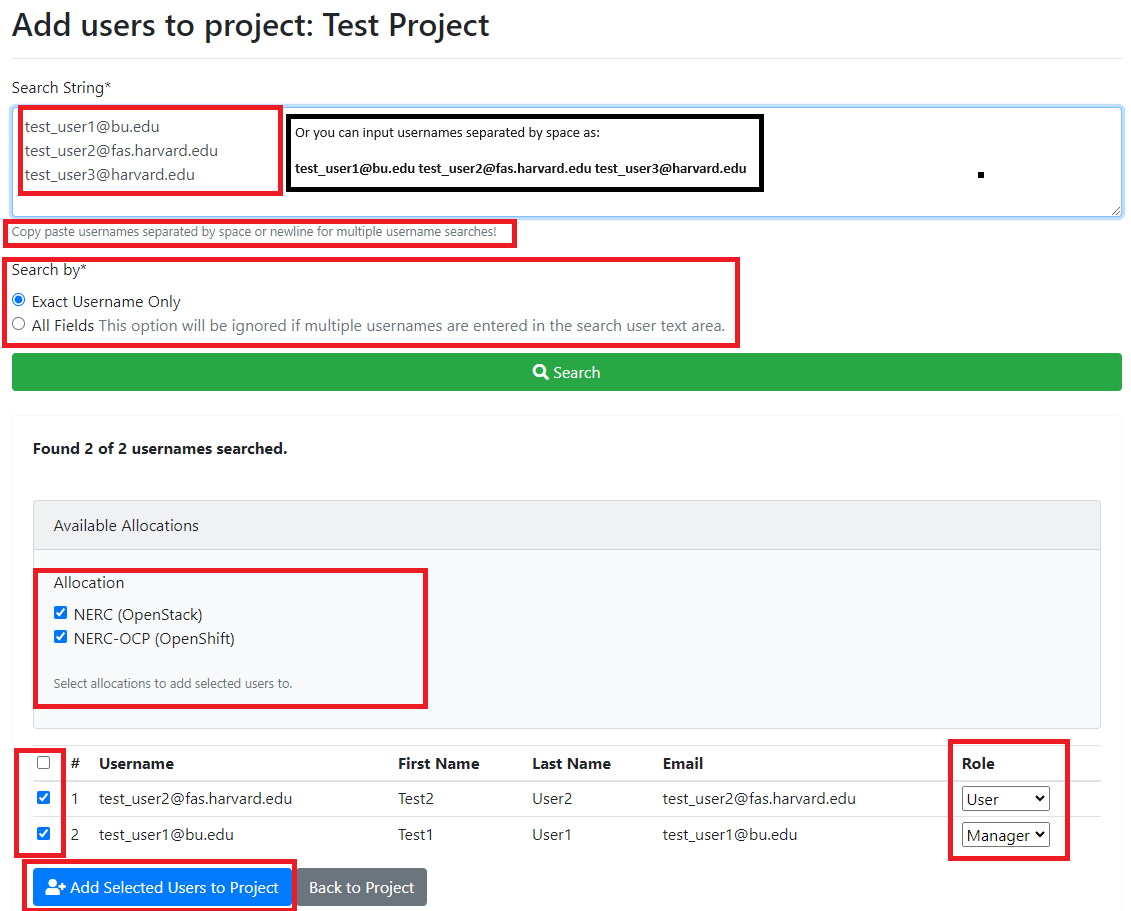 Add users to project: Test Project
Search String*
test_user1@bu.edu
test_user2@fas.harvard.edu
test_user3@harvard.edu
Or you can input usernames separated by space as:
test_user1@bu.edu test_user2@fas.harvard.edu test_user3@harvard.edu
Copy paste usernames separated by space or newline for multiple username searches!
Search by*
Exact Username Only
All Fields This option will be ignored if multiple usernames are entered in the search user text area.
Search
Found 2 of 2 usernames searched.
Available Allocations
Allocation
NERC (OpenStack)
NERC-OCP (OpenShift)
Select allocations to add selected users to.
# Username First Name Last Name Email Role
1 test_user2@fas.harvard.edu Test2 User2 test_user2@fas.harvard.edu User
2 test_user1@bu.edu Test1 User1 test_user1@bu.edu Manager
Add Selected Users to Project Back to Project